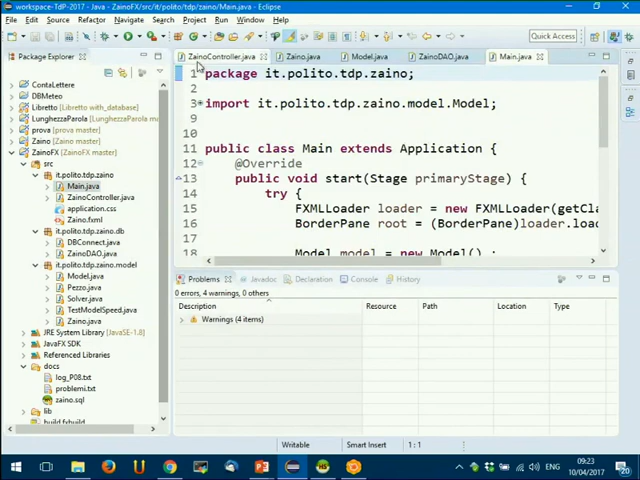 workspace-TdP-2017 - Java - ZainoFX/src/it/polito/tdp/zaino/Main.java - Eclipse
File Edit Source Refactor Navigate Search Project Run Window Help
Quick Access
Package Explorer
ContaLettere
DBMeteo
Libretto [Libretto with_database]
LunghezzaParola
prova [prova master]
Zaino [Zaino master]
ZainoFX [ZainoFX master]
src
it.polito.tdp.zaino
Main.java
ZainoController.java
application.css
Zaino.fxml
it.polito.tdp.zaino.db
DBConnect.java
ZainoDAO.java
it.polito.tdp.zaino.model
Model.java
Pezzo.java
Solver.java
TestModelSpeed.java
Zaino.java
JRE System Library [JavaSE-1.8]
JavaFX SDK
Referenced Libraries
docs
log_P08.txt
problemi.txt
zaino.sql
lib
build.fxbuild
ZainoController.java Zaino.java Model.java ZainoDAO.java Main.java
1 package it.polito.tdp.zaino;
2
3 import it.polito.tdp.zaino.model.Model;
10
11 public class Main extends Application {
12 @Override
13 public void start(Stage primaryStage) {
14 try {
15 FXMLLoader loader = new FXMLLoader(getCla
16 BorderPane root = (BorderPane)loader.load
17
18 Model model = new Model() ;
Problems Javadoc Declaration Console History
0 errors, 4 warnings, 0 others
Description Resource Path Location Type
Warnings (4 items)
Writable Smart Insert 1 : 1
09:23
10/04/2017
20